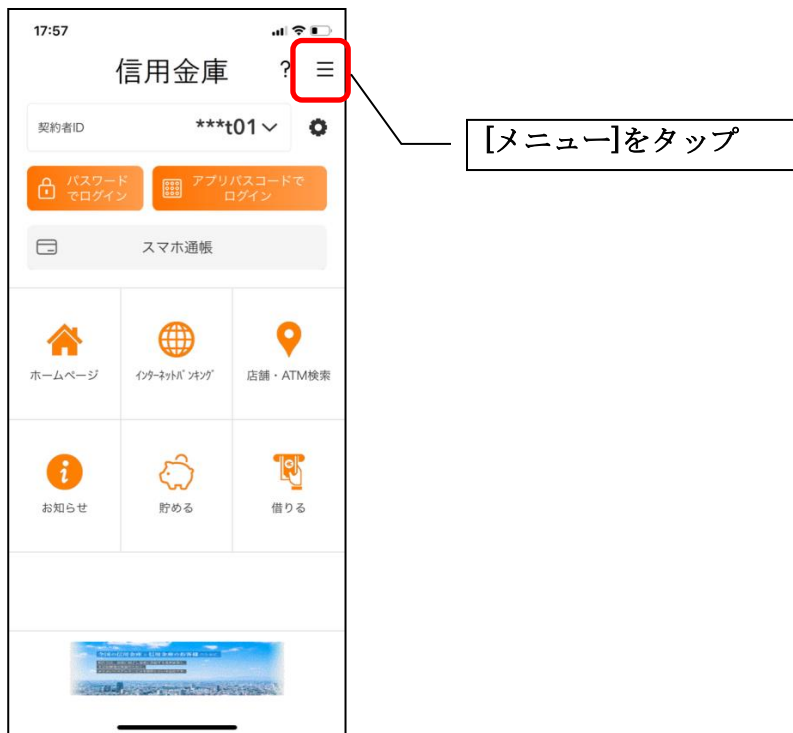 17:57
信用金庫 ? ≡
[メニュー]をタップ
契約者ID ***t01
パスワード
でログイン
アプリパスコードで
ログイン
スマホ通帳
ホームページ
インターネットバンキング
店舗・ATM検索
お知らせ
貯める
借りる